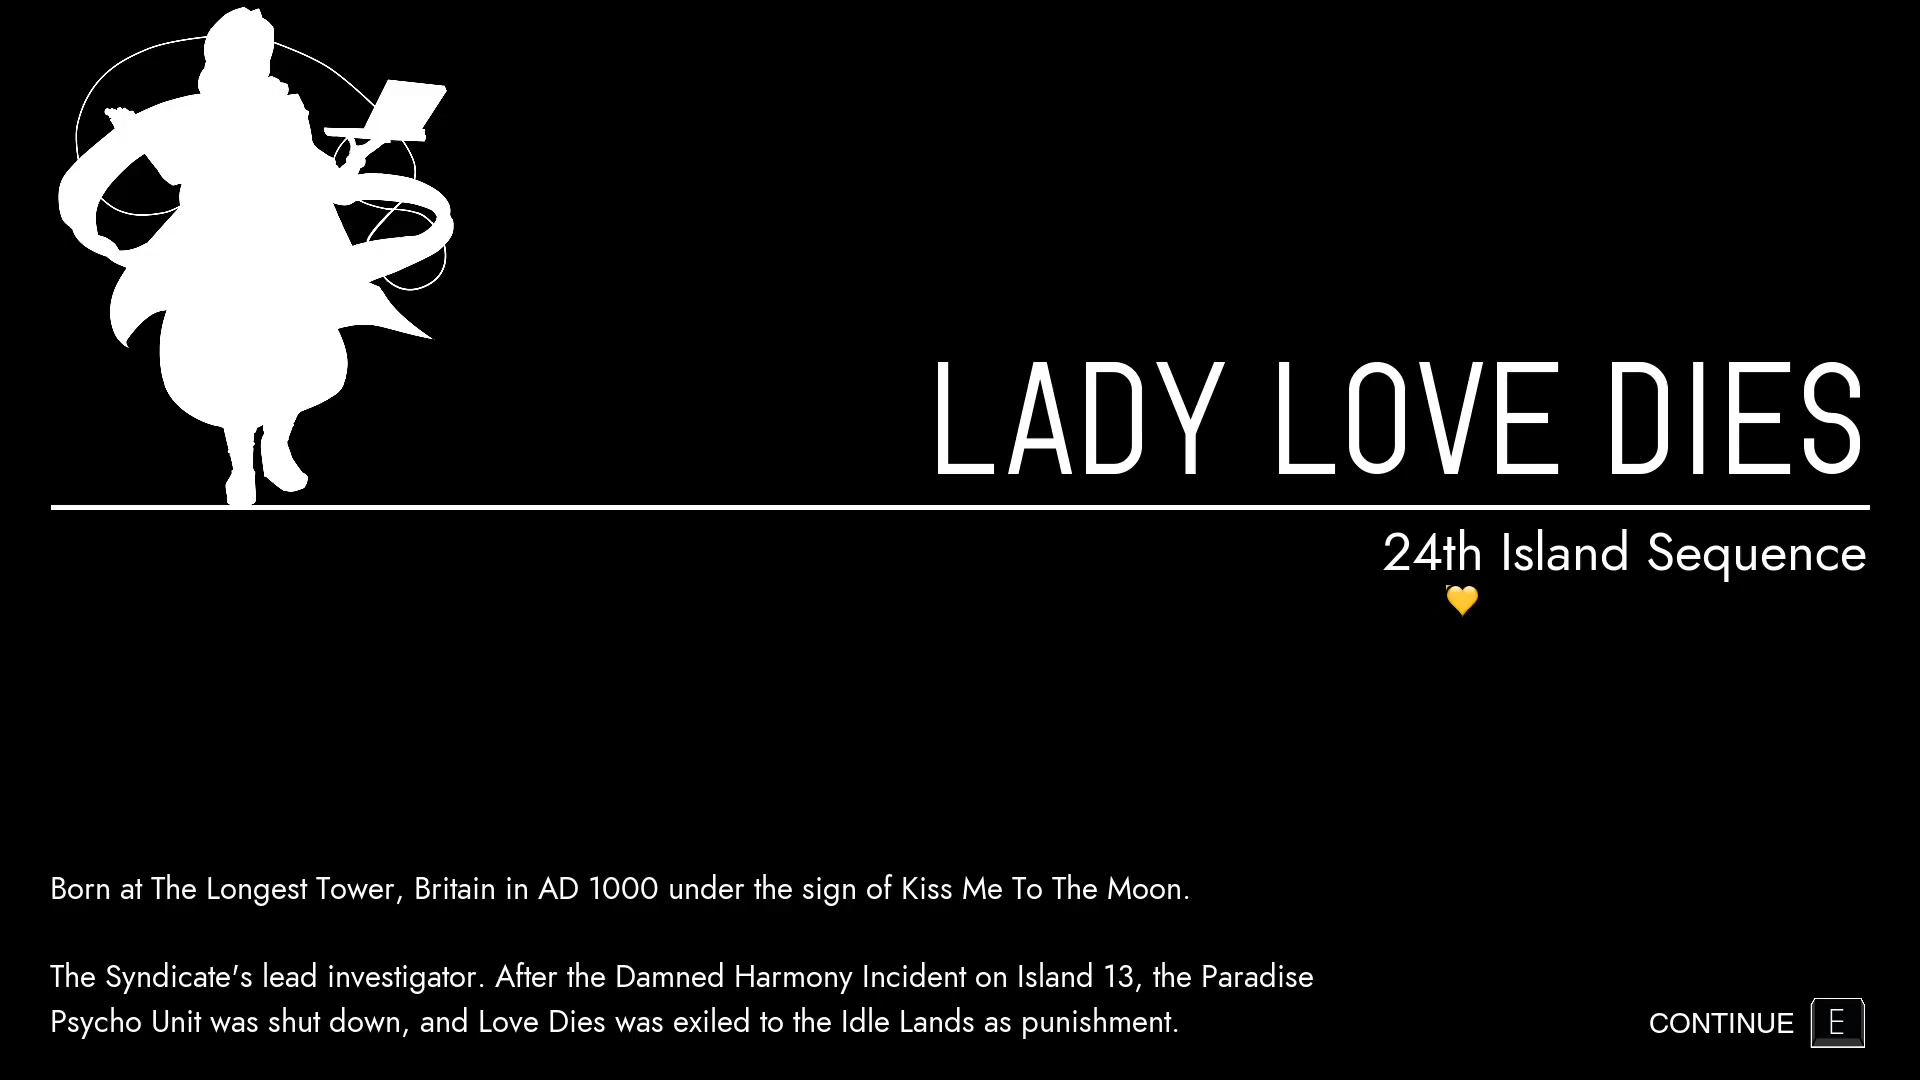 LADY LOVE DIES
24th Island Sequence
Born at The Longest Tower, Britain in AD 1000 under the sign of Kiss Me To The Moon.
The Syndicate's lead investigator. After the Damned Harmony Incident on Island 13, the Paradise
Psycho Unit was shut down, and Love Dies was exiled to the Idle Lands as punishment.
CONTINUE E